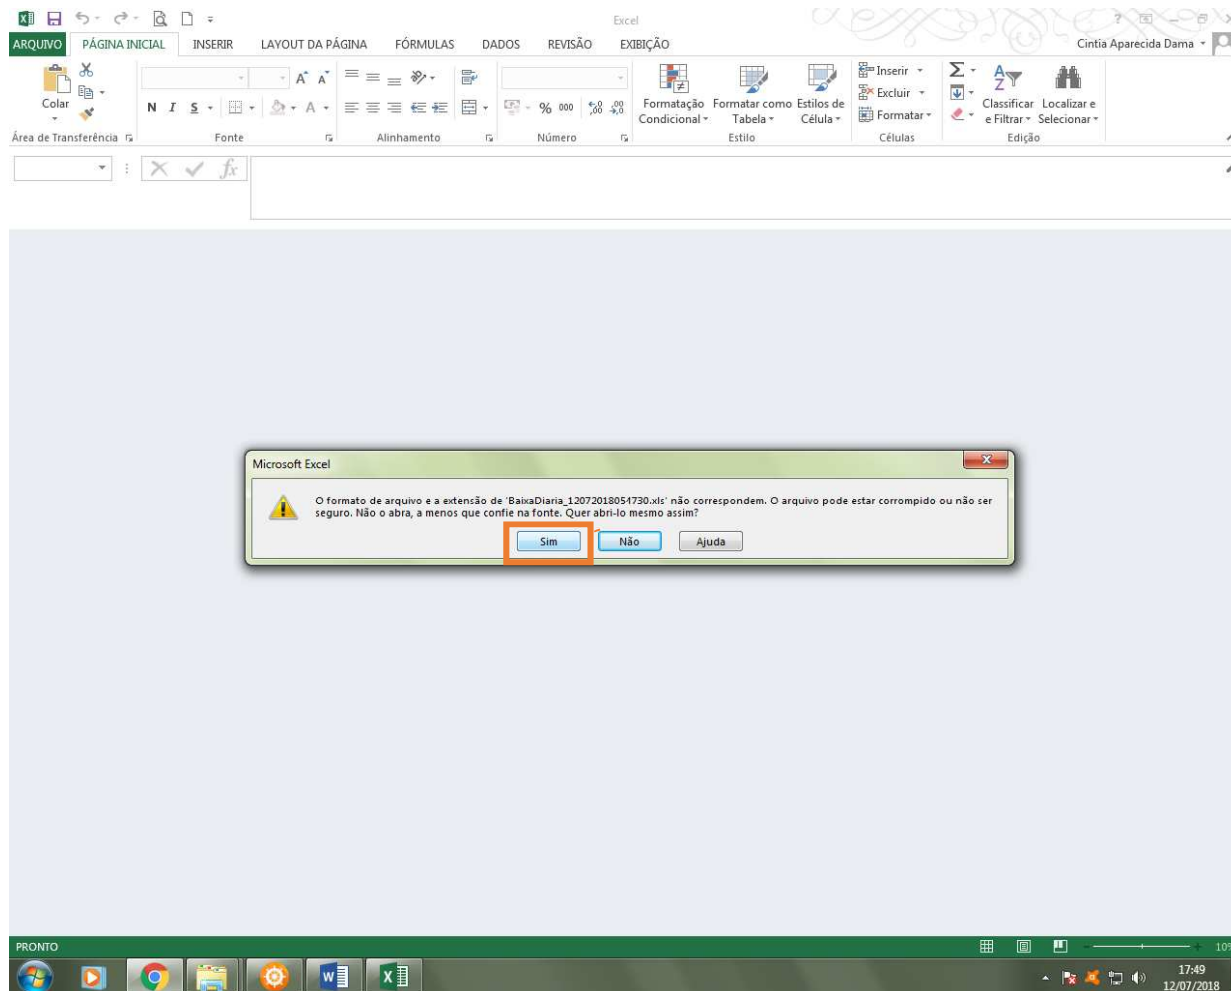 Excel
ARQUIVO PÁGINA INICIAL INSERIR LAYOUT DA PÁGINA FÓRMULAS DADOS REVISÃO EXIBIÇÃO Cintia Aparecida Dama
Colar
N I S
A A
A
% 000
Formatação Condicional
Formatar como Tabela
Estilos de Célula
Inserir
Excluir
Formatar
Classificar e Filtrar
Localizar e Selecionar
Área de Transferência Fonte Alinhamento Número Estilo Células Edição
fx
Microsoft Excel
O formato de arquivo e a extensão de 'BaixaDiaria_12072018054730.xls' não correspondem. O arquivo pode estar corrompido ou não ser
seguro. Não o abra, a menos que confie na fonte. Quer abri-lo mesmo assim?
Sim Não Ajuda
PRONTO
17:49
12/07/2018